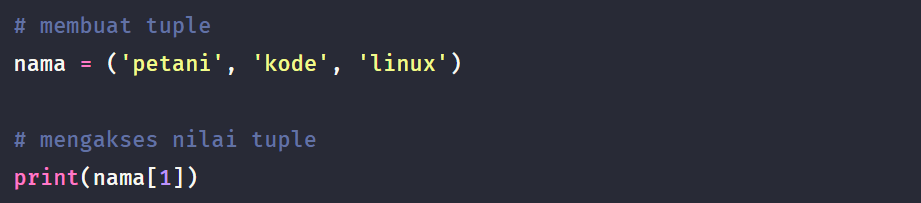 # membuat tuple
nama = ('petani', 'kode', 'linux')
# mengakses nilai tuple
print(nama[1])